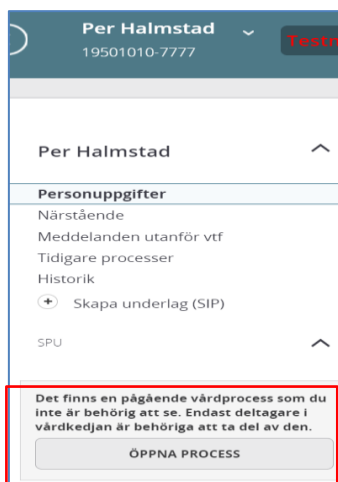 Per Halmstad
19501010-7777
Per Halmstad
Personuppgifter
Närstående
Meddelanden utanför vtf
Tidigare processer
Historik
Skapa underlag (SIP)
SPU
Det finns en pågående vårdprocess som du
inte är behörig att se. Endast deltagare i
vårdkedjan är behöriga att ta del av den.
ÖPPNA PROCESS